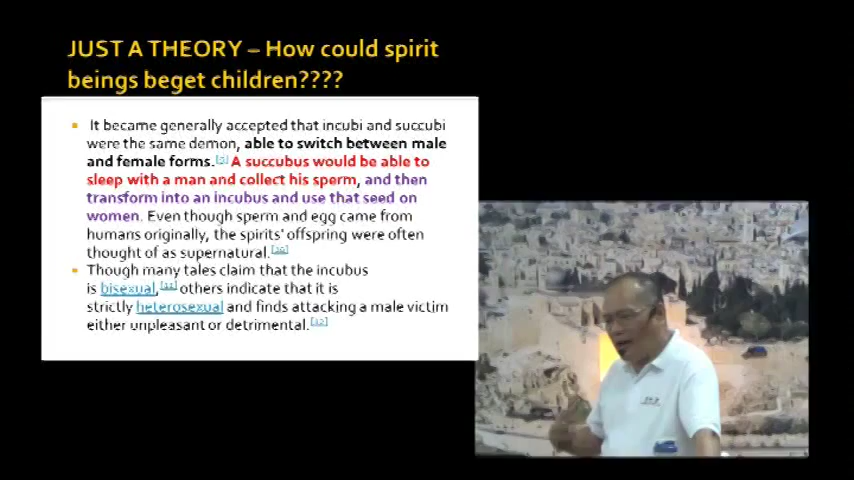 JUST A THEORY – How could spirit
beings beget children????
It became generally accepted that incubi and succubi
were the same demon, able to switch between male
and female forms.[9] A succubus would be able to
sleep with a man and collect his sperm, and then
transform into an incubus and use that seed on
women. Even though sperm and egg came from
humans originally, the spirits' offspring were often
thought of as supernatural.[10]
Though many tales claim that the incubus
is bisexual,[11] others indicate that it is
strictly heterosexual and finds attacking a male victim
either unpleasant or detrimental.[12]